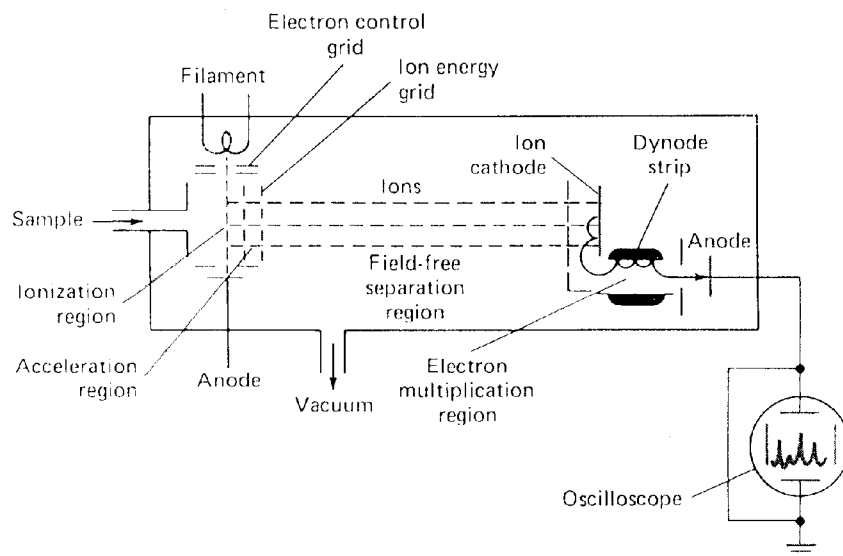 Electron control
grid
Filament
Ion energy
grid
Ion
cathode
Dynode
strip
Ions
Sample
Anode
Field-free
separation
region
Ionization
region
Acceleration
region
Anode
Vacuum
Electron
multiplication
region
Oscilloscope